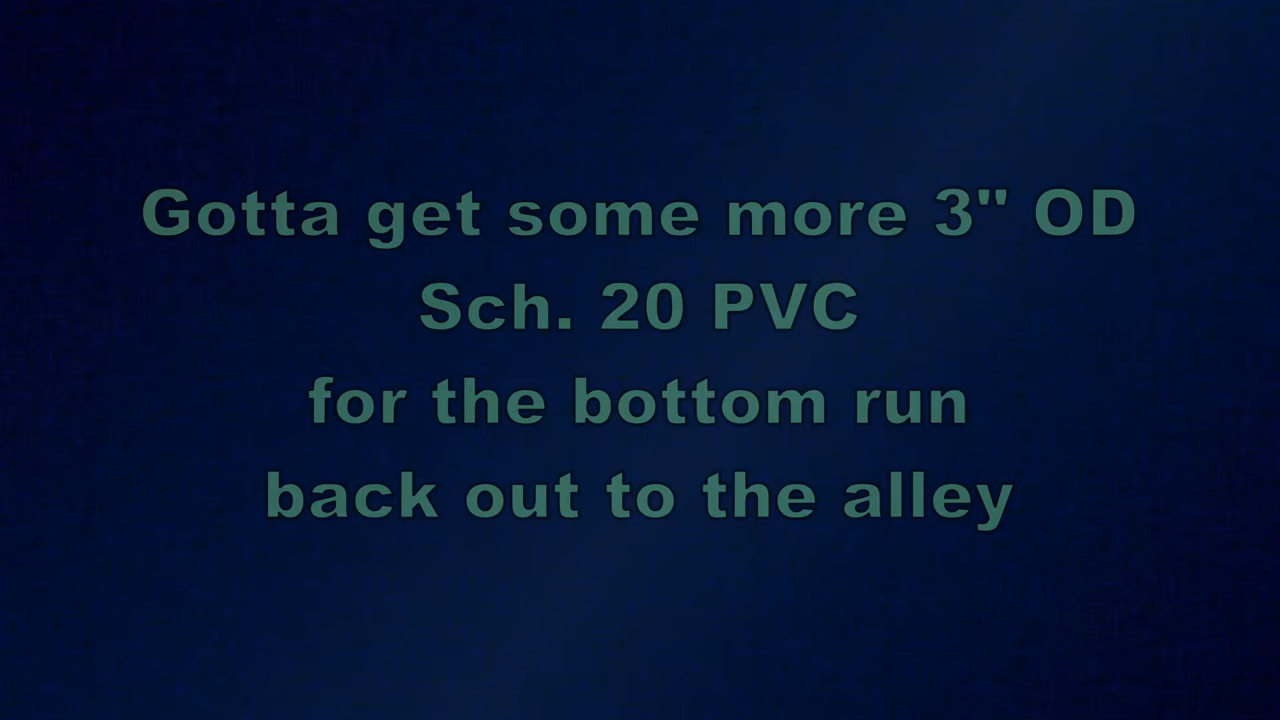 Gotta get some more 3" OD
Sch. 20 PVC
for the bottom run
back out to the alley